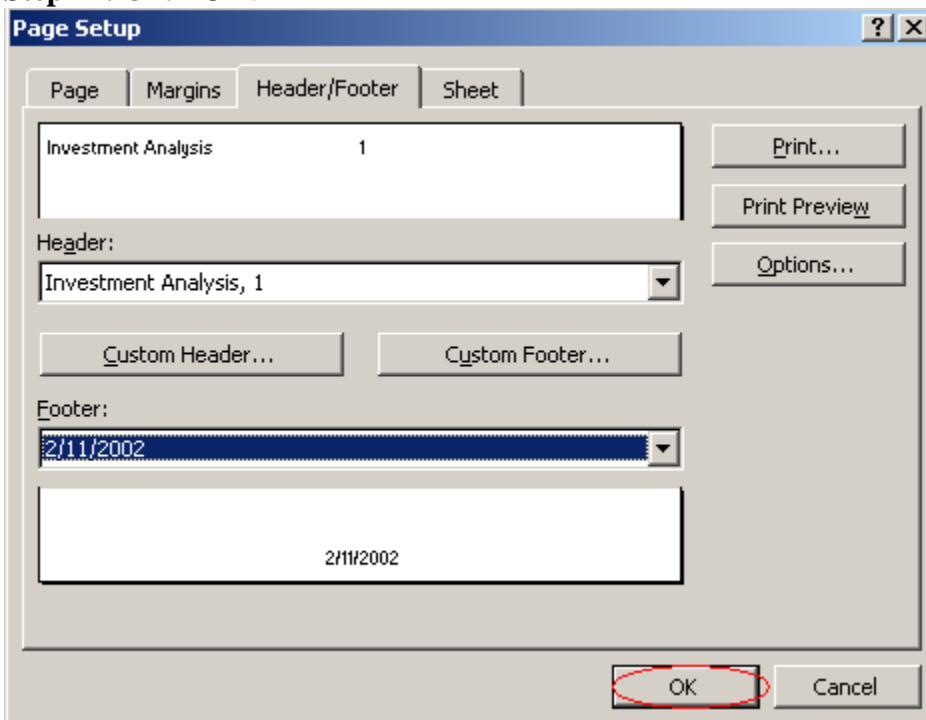 Page Setup
Page Margins Header/Footer Sheet
Investment Analysis 1
Print...
Print Preview
Header:
Options...
Investment Analysis, 1
Custom Header... Custom Footer...
Footer:
2/11/2002
2/11/2002
OK Cancel